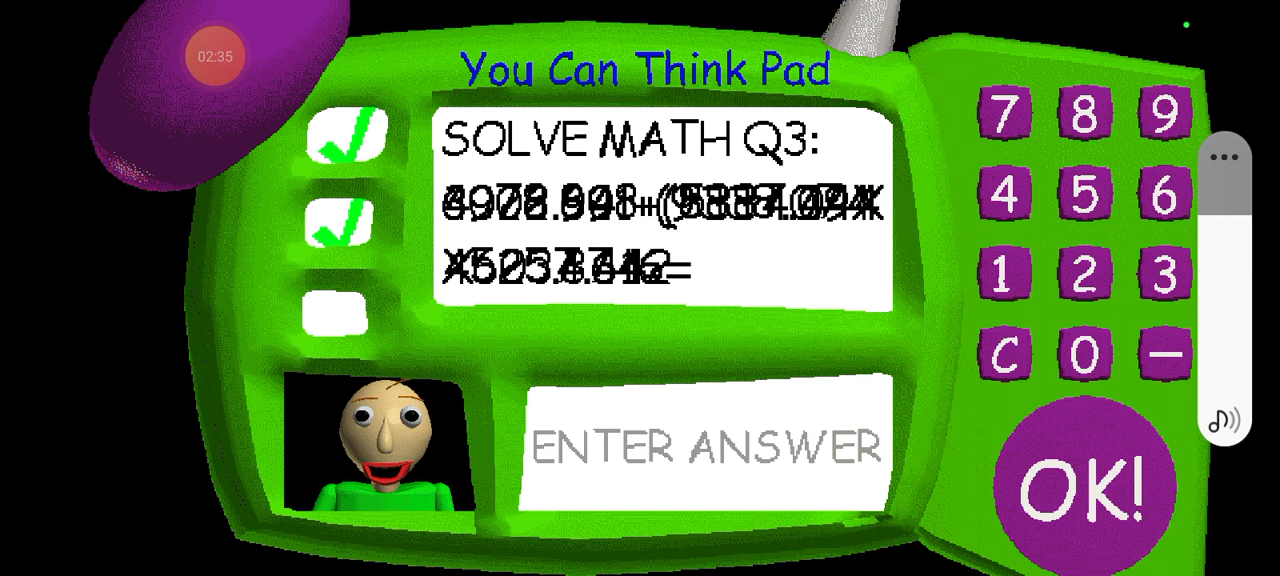 02:35
You Can Think Pad
SOLVE MATH Q3:
ENTER ANSWER
7 8 9
4 5 6
1 2 3
C 0 —
OK!